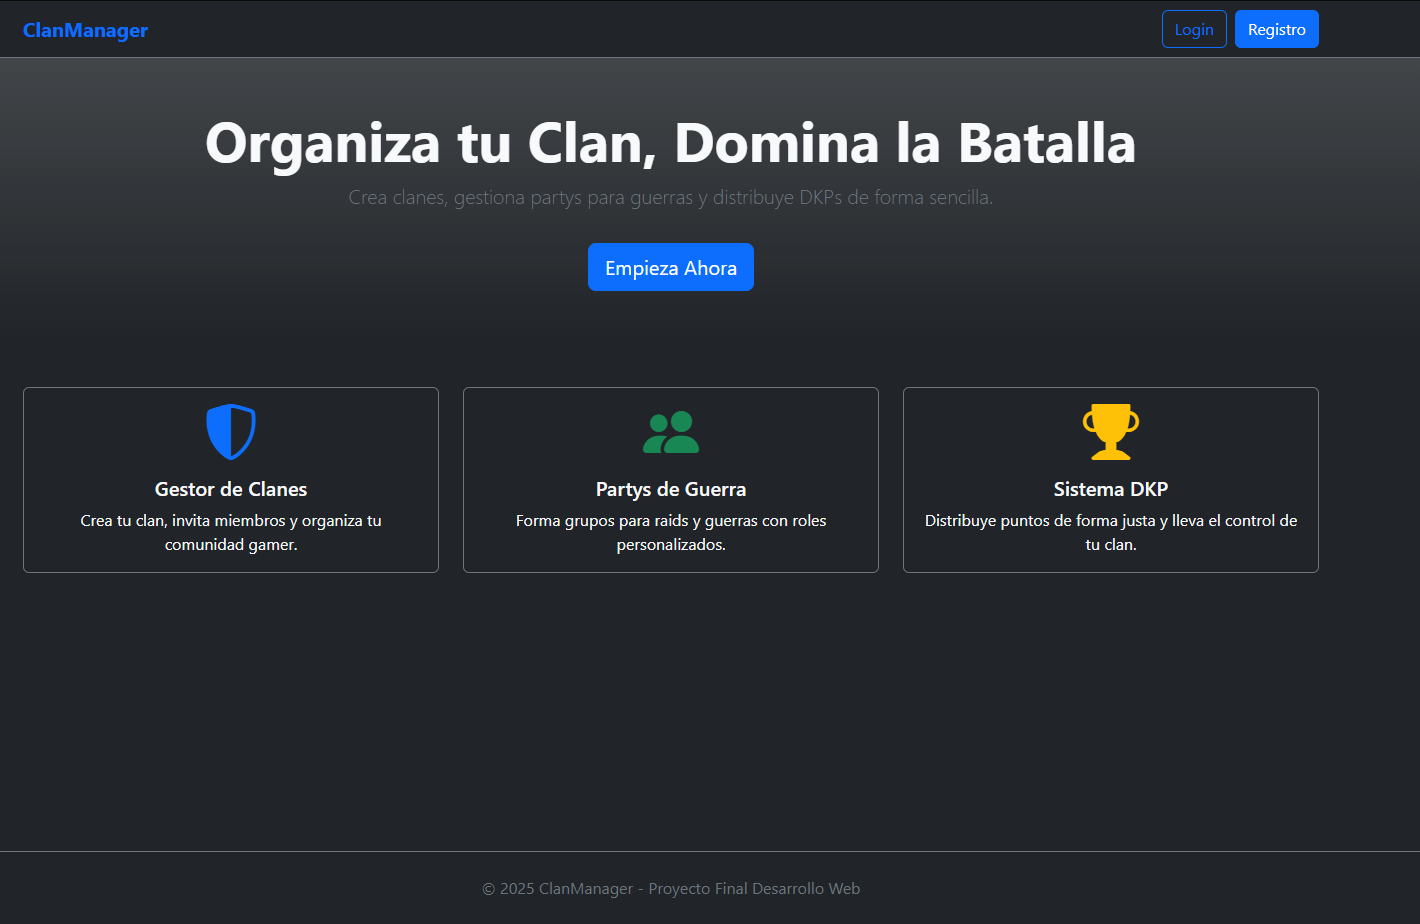 ClanManager
Login
Registro
Organiza tu Clan, Domina la Batalla
Crea clanes, gestiona partys para guerras y distribuye DKPs de forma sencilla.
Empieza Ahora
Gestor de Clanes
Crea tu clan, invita miembros y organiza tu
comunidad gamer.
Partys de Guerra
Forma grupos para raids y guerras con roles
personalizados.
Sistema DKP
Distribuye puntos de forma justa y lleva el control de
tu clan.
© 2025 ClanManager - Proyecto Final Desarrollo Web